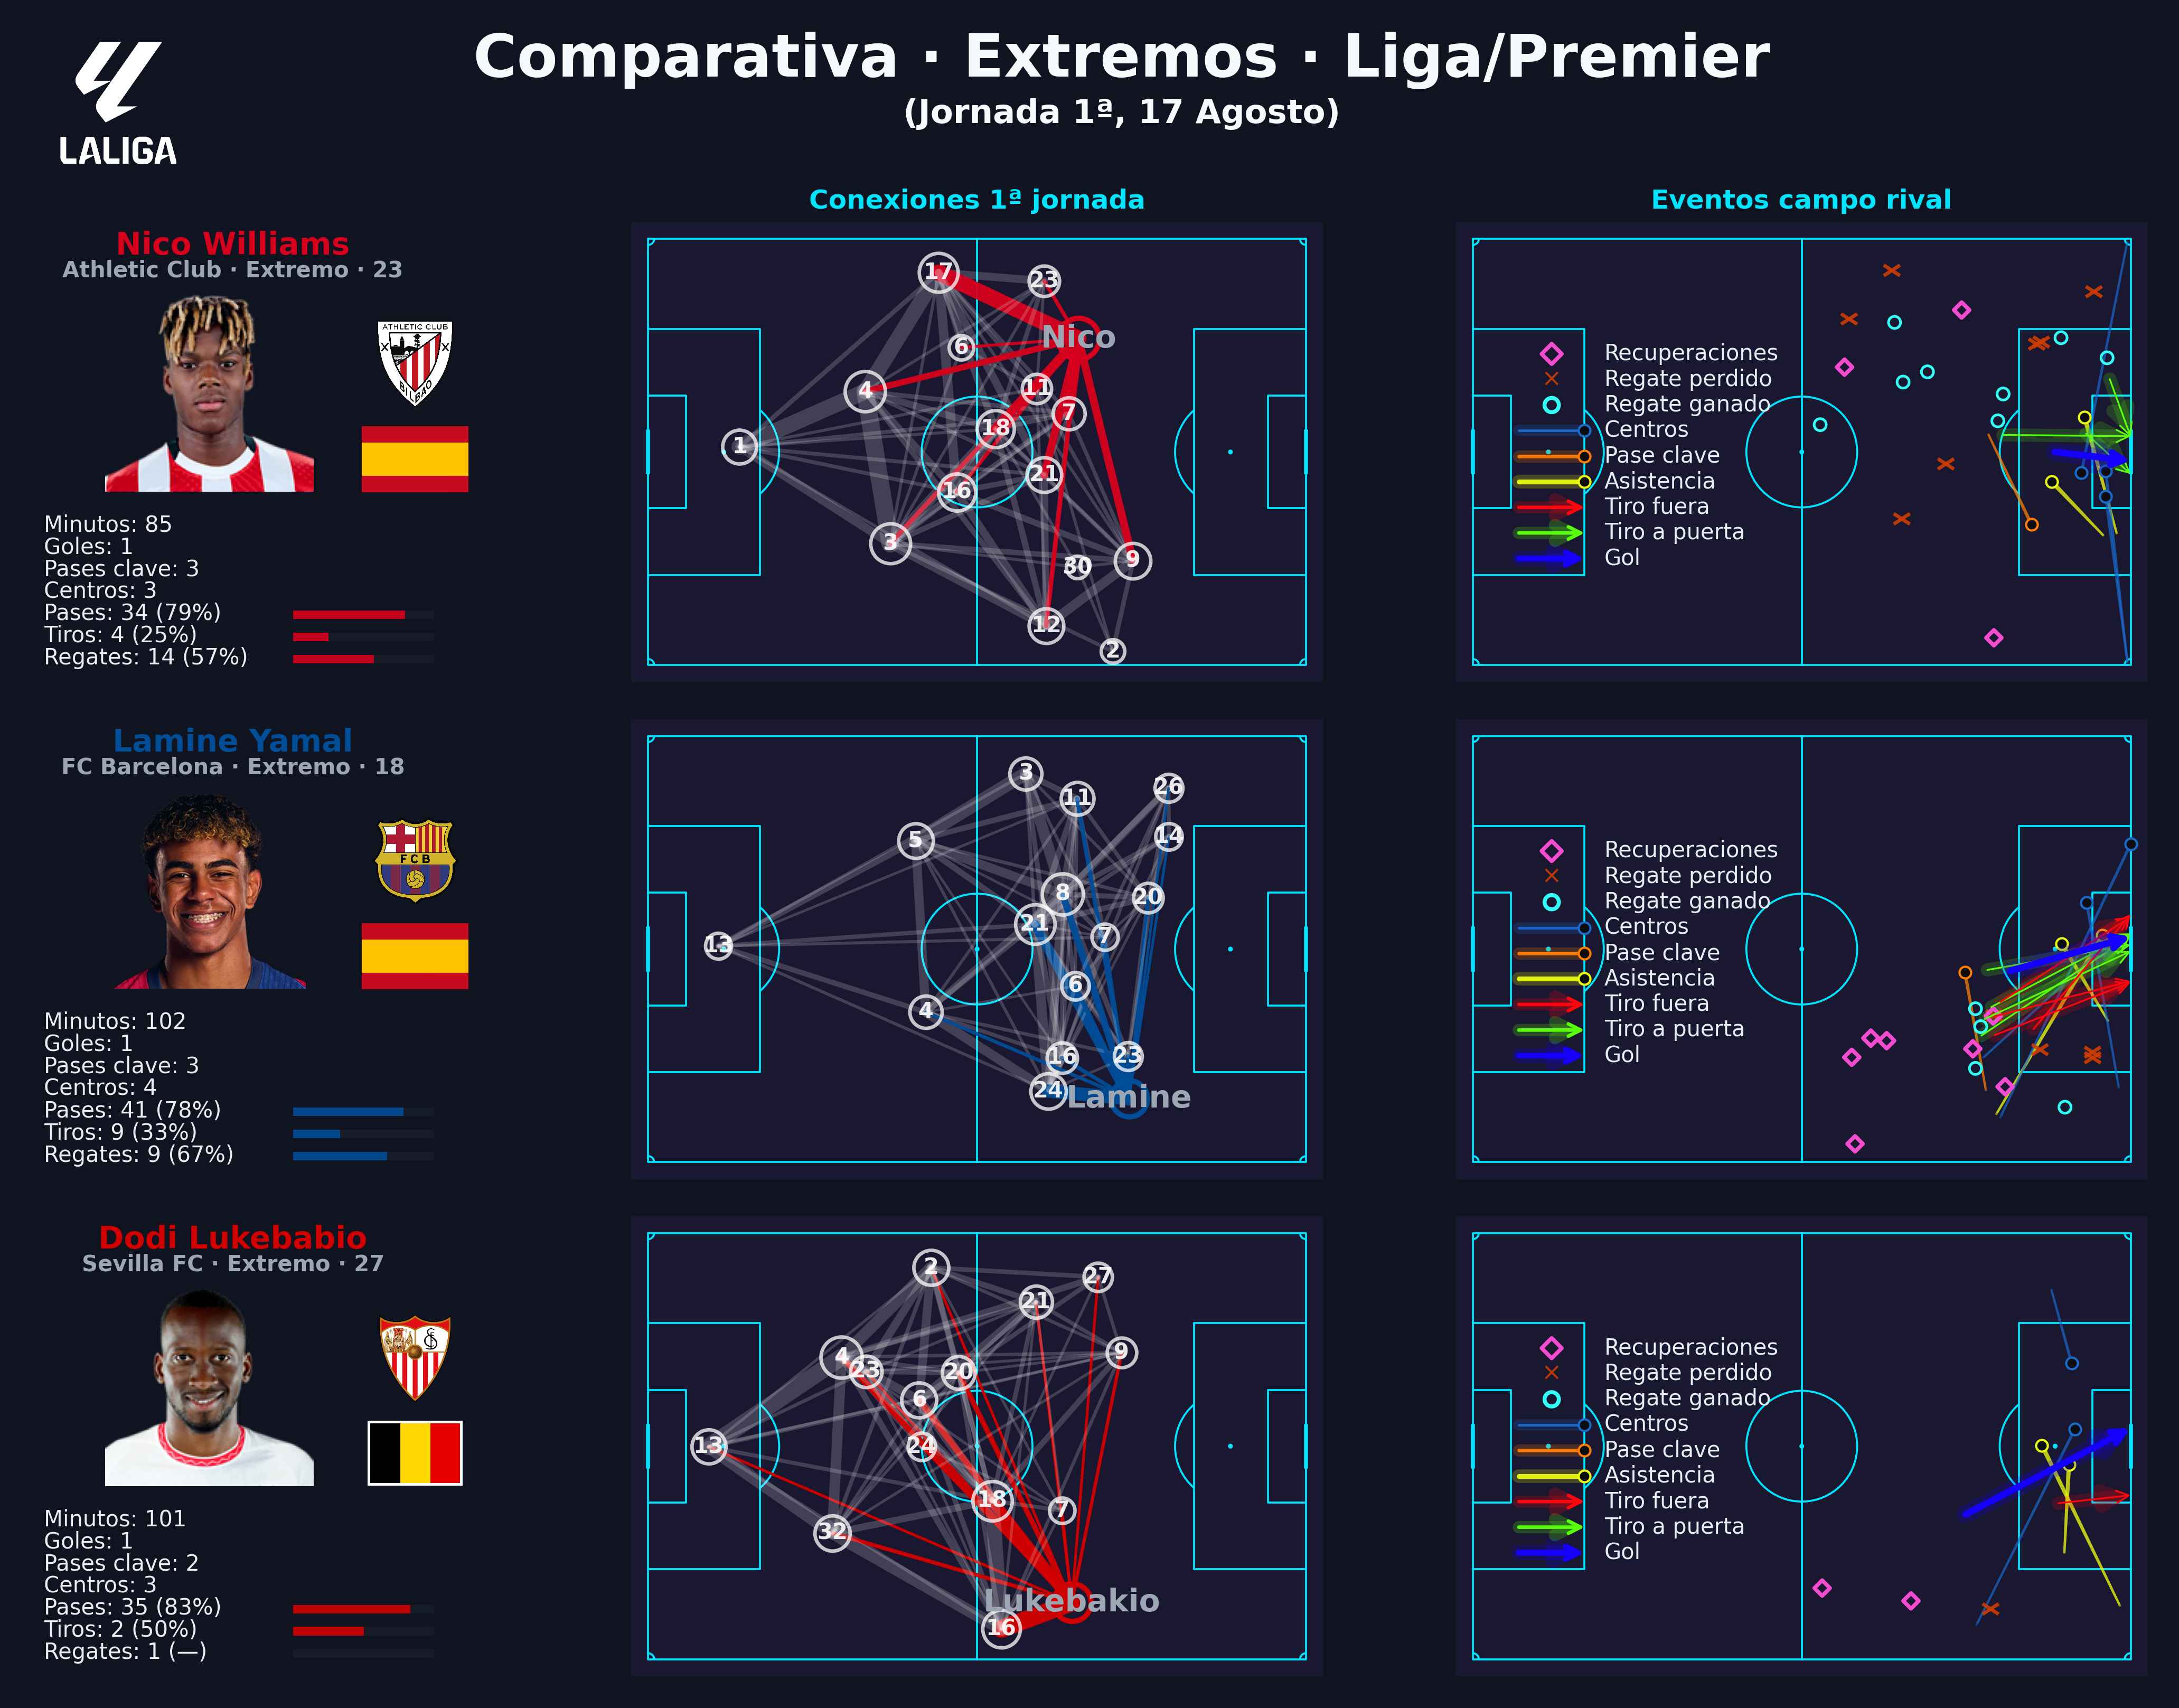 LALIGA
Comparativa · Extremos · Liga/Premier
(Jornada 1ª, 17 Agosto)
Conexiones 1ª jornada
Eventos campo rival
Nico Williams
Athletic Club · Extremo · 23
ATHLETIC CLUB
BILBAO
Minutos: 85
Goles: 1
Pases clave: 3
Centros: 3
Pases: 34 (79%)
Tiros: 4 (25%)
Regates: 14 (57%)
17
23
Nico
6
4
11
7
18
1
21
16
3
30
9
12
2
Recuperaciones
Regate perdido
Regate ganado
Centros
Pase clave
Asistencia
Tiro fuera
Tiro a puerta
Gol
Lamine Yamal
FC Barcelona · Extremo · 18
FCB
Minutos: 102
Goles: 1
Pases clave: 3
Centros: 4
Pases: 41 (78%)
Tiros: 9 (33%)
Regates: 9 (67%)
3
11
26
5
14
8
20
21
7
13
6
4
16
23
24
Lamine
Recuperaciones
Regate perdido
Regate ganado
Centros
Pase clave
Asistencia
Tiro fuera
Tiro a puerta
Gol
Dodi Lukebabio
Sevilla FC · Extremo · 27
Minutos: 101
Goles: 1
Pases clave: 2
Centros: 3
Pases: 35 (83%)
Tiros: 2 (50%)
Regates: 1 (—)
2
27
21
4
9
23
20
6
13
24
18
7
32
Lukebakio
16
Recuperaciones
Regate perdido
Regate ganado
Centros
Pase clave
Asistencia
Tiro fuera
Tiro a puerta
Gol